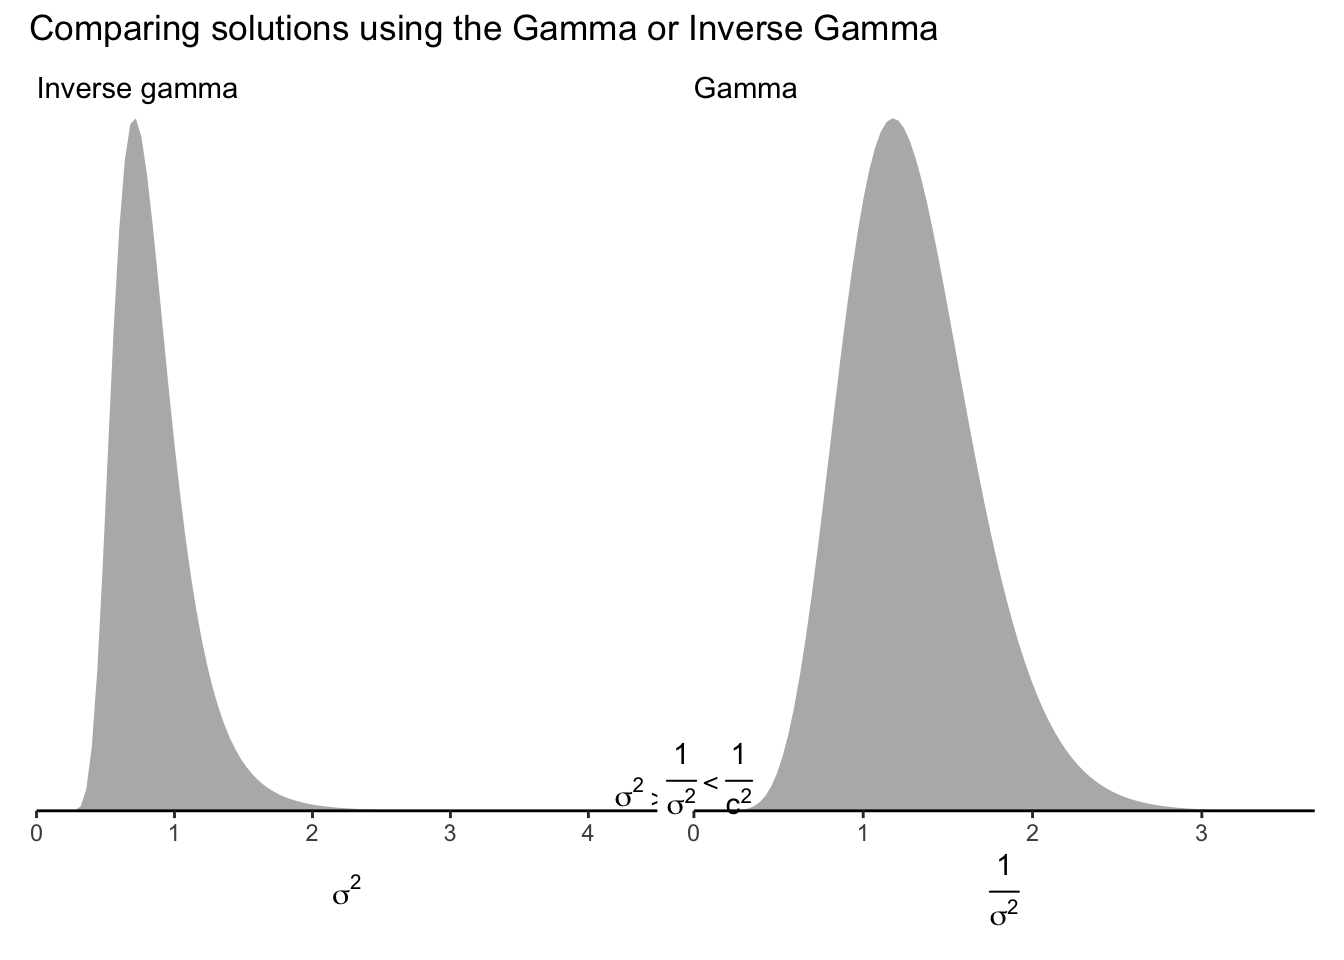 Comparing solutions using the Gamma or Inverse Gamma
Inverse gamma
Gamma
σ² >
1/σ² < 1/c²
0 1 2 3 4
0 1 2 3
σ²
1/σ²